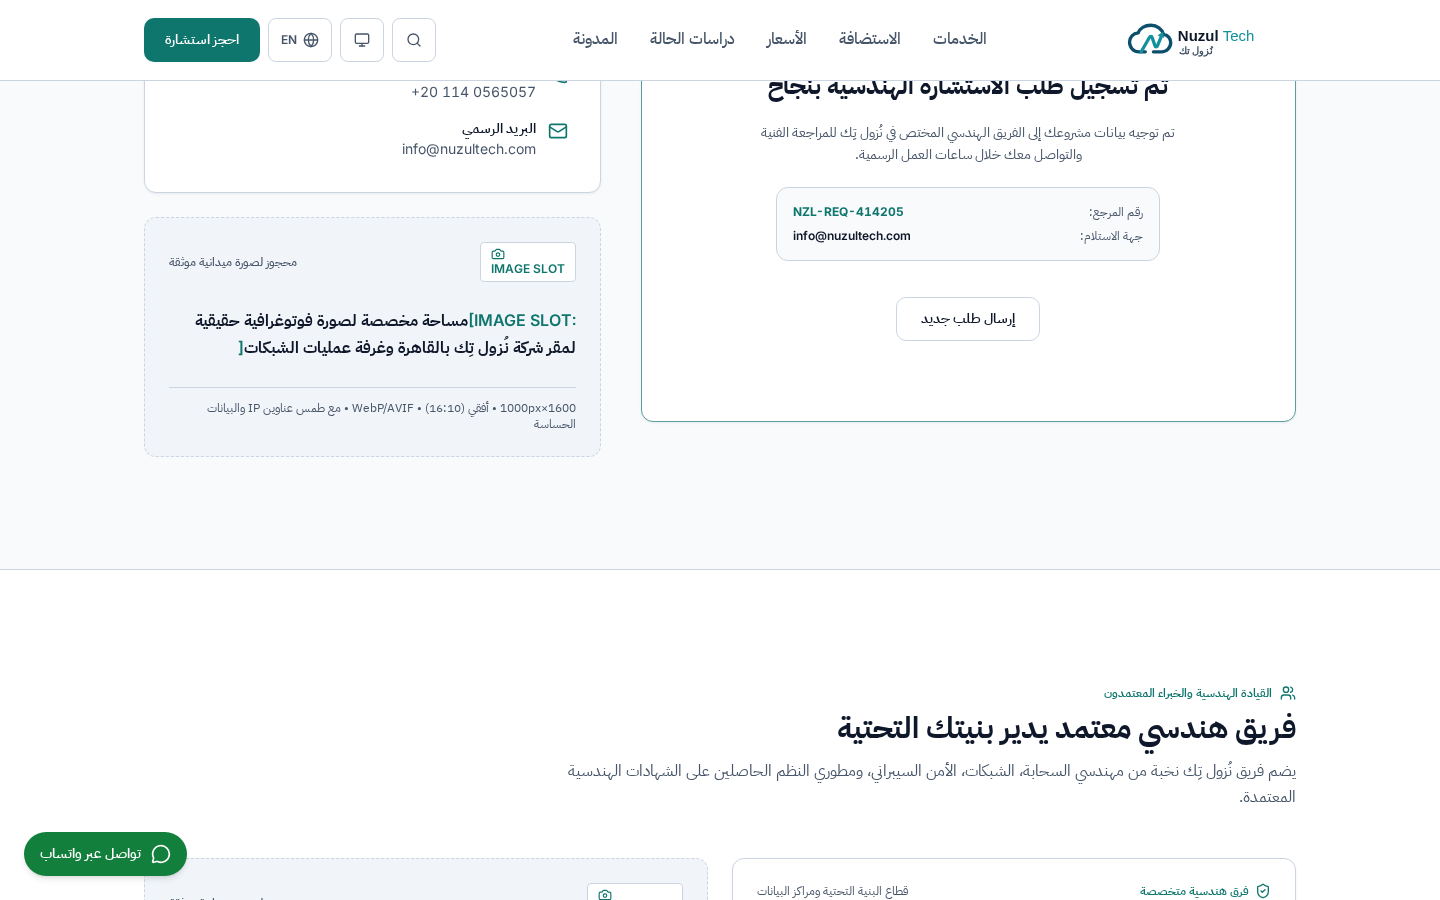 Nuzul Tech
نُزول تك
الخدمات
الاستضافة
الأسعار
دراسات الحالة
المدونة
EN
احجز استشارة
تم تسجيل طلب الاستشارة الهندسية بنجاح
تم توجيه بيانات مشروعك إلى الفريق الهندسي المختص في نُزول تِك للمراجعة الفنية
والتواصل معك خلال ساعات العمل الرسمية.
رقم المرجع:
NZL-REQ-414205
جهة الاستلام:
info@nuzultech.com
إرسال طلب جديد
+20 114 0565057
البريد الرسمي
info@nuzultech.com
IMAGE SLOT
محجوز لصورة ميدانية موثقة
[IMAGE SLOT: مساحة مخصصة لصورة فوتوغرافية حقيقية
لمقر شركة نُزول تِك بالقاهرة وغرفة عمليات الشبكات]
1600×1000px • أفقي (16:10) • WebP/AVIF • مع طمس عناوين IP والبيانات
الحساسة
القيادة الهندسية والخبراء المعتمدون
فريق هندسي معتمد يدير بنيتك التحتية
يضم فريق نُزول تِك نخبة من مهندسي السحابة، الشبكات، الأمن السيبراني، ومطوري النظم الحاصلين على الشهادات الهندسية
المعتمدة.
فرق هندسية متخصصة
قطاع البنية التحتية ومراكز البيانات
تواصل عبر واتساب